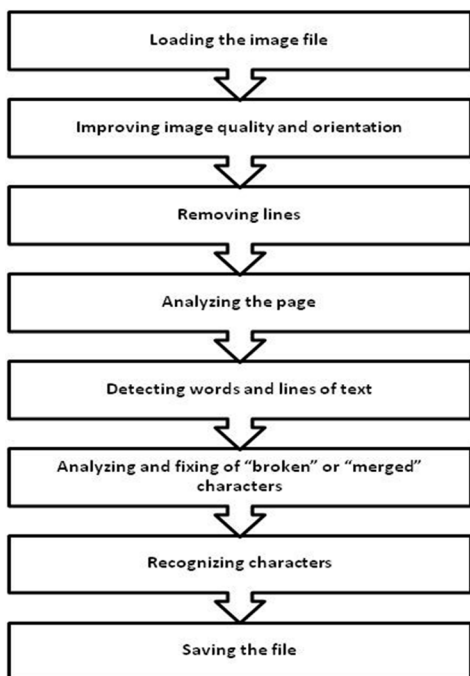 Loading the image file
Improving image quality and orientation
Removing lines
Analyzing the page
Detecting words and lines of text
Analyzing and fixing of “broken” or “merged”
characters
Recognizing characters
Saving the file